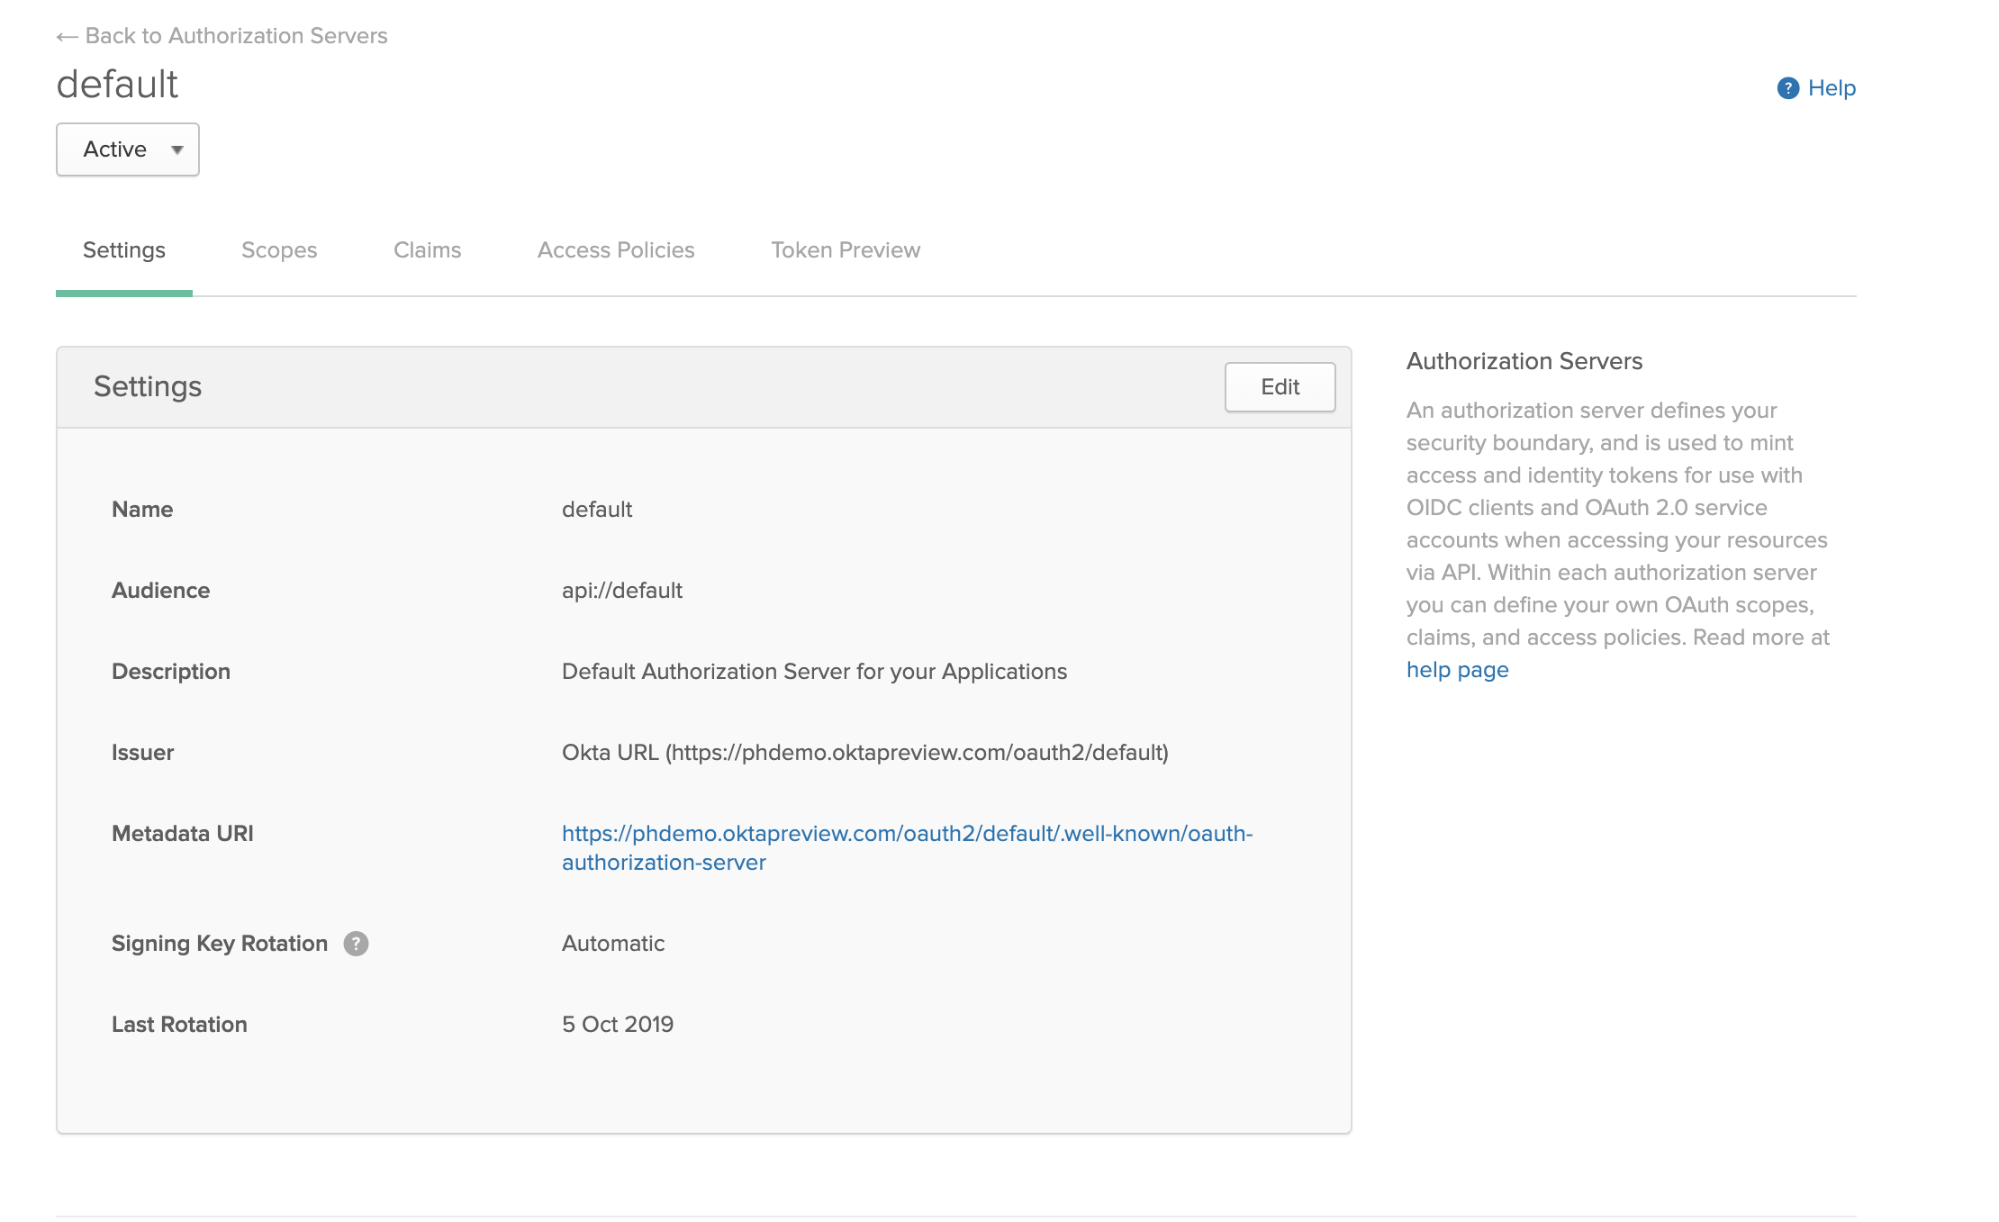 ← Back to Authorization Servers
default
? Help
Active
Settings
Scopes
Claims
Access Policies
Token Preview
Settings
Edit
Name
default
Audience
api://default
Description
Default Authorization Server for your Applications
Issuer
Okta URL (https://phdemo.oktapreview.com/oauth2/default)
Metadata URI
https://phdemo.oktapreview.com/oauth2/default/.well-known/oauth-
authorization-server
Signing Key Rotation ?
Automatic
Last Rotation
5 Oct 2019
Authorization Servers
An authorization server defines your
security boundary, and is used to mint
access and identity tokens for use with
OIDC clients and OAuth 2.0 service
accounts when accessing your resources
via API. Within each authorization server
you can define your own OAuth scopes,
claims, and access policies. Read more at
help page